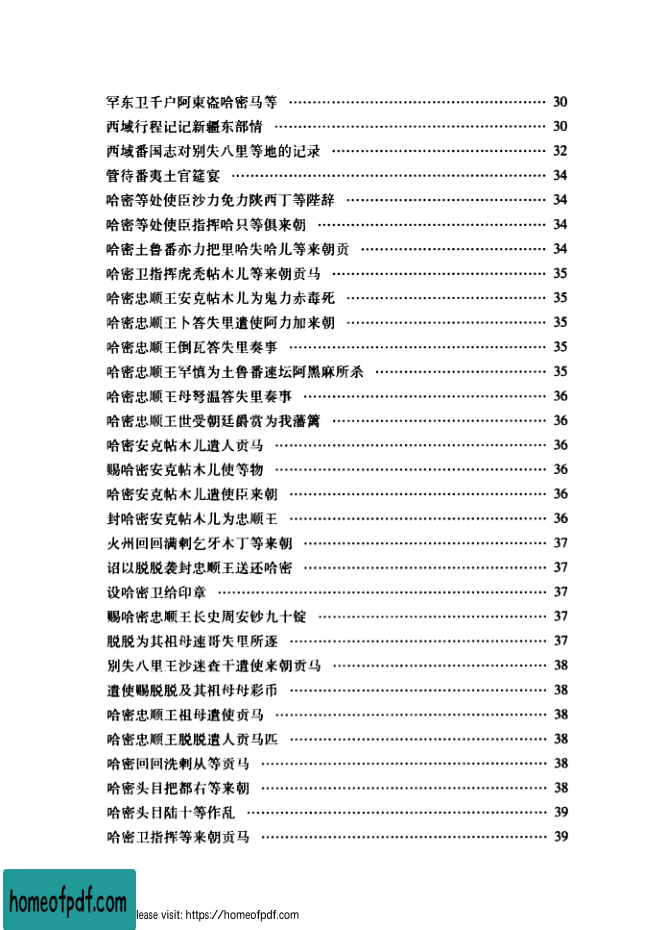 罕东卫千户阿束盗哈密马等 …… 30
西域行程记记新疆东部情 …… 30
西域番国志对别失八里等地的记录 …… 32
管待番夷土官筵宴 …… 34
哈密等处使臣沙力免力陕西丁等陛辞 …… 34
哈密等处使臣指挥哈只等俱来朝 …… 34
哈密土鲁番亦力把里哈失哈儿等来朝贡 …… 34
哈密卫指挥虎秃帖木儿等来朝贡马 …… 35
哈密忠顺王安克帖木儿为鬼力赤毒死 …… 35
哈密忠顺王卜答失里遣使阿力加来朝 …… 35
哈密忠顺王倒瓦答失里奏事 …… 35
哈密忠顺王罕慎为土鲁番速坛阿黑麻所杀 …… 35
哈密忠顺王母弩温答失里奏事 …… 36
哈密忠顺王世受朝廷爵赏为我藩篱 …… 36
哈密安克帖木儿遣人贡马 …… 36
赐哈密安克帖木儿使等物 …… 36
哈密安克帖木儿遣使臣来朝 …… 36
封哈密安克帖木儿为忠顺王 …… 36
火州回回满剌乞牙木丁等来朝 …… 37
诏以脱脱袭封忠顺王送还哈密 …… 37
设哈密卫给印章 …… 37
赐哈密忠顺王长史周安钞九十锭 …… 37
脱脱为其祖母速哥失里所逐 …… 37
别失八里王沙迷查干遣使来朝贡马 …… 38
遣使赐脱脱及其祖母母彩币 …… 38
哈密忠顺王祖母遣使贡马 …… 38
哈密忠顺王脱脱遣人贡马匹 …… 38
哈密回回洗剌从等贡马 …… 38
哈密头目把都右等来朝 …… 38
哈密头目陆十等作乱 …… 39
哈密卫指挥等来朝贡马 …… 39
homeofpdf.com
lease visit: https://homeofpdf.com